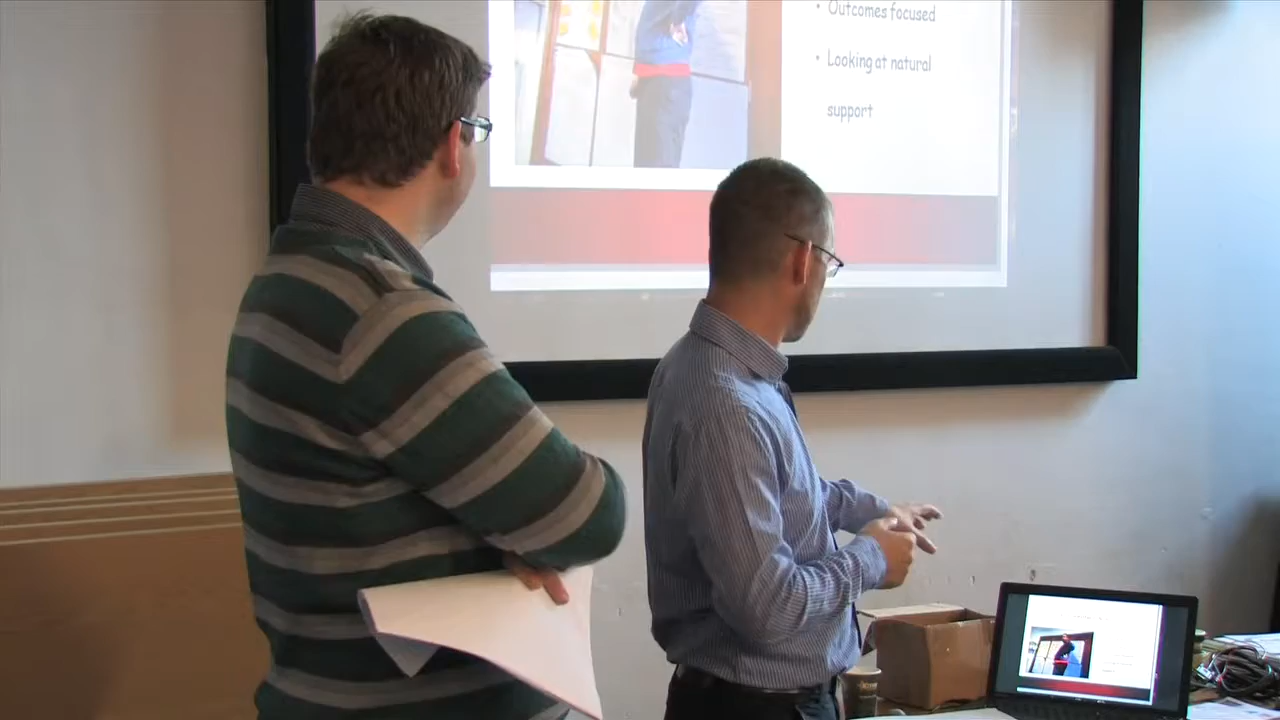 • Outcomes focused
• Looking at natural
support